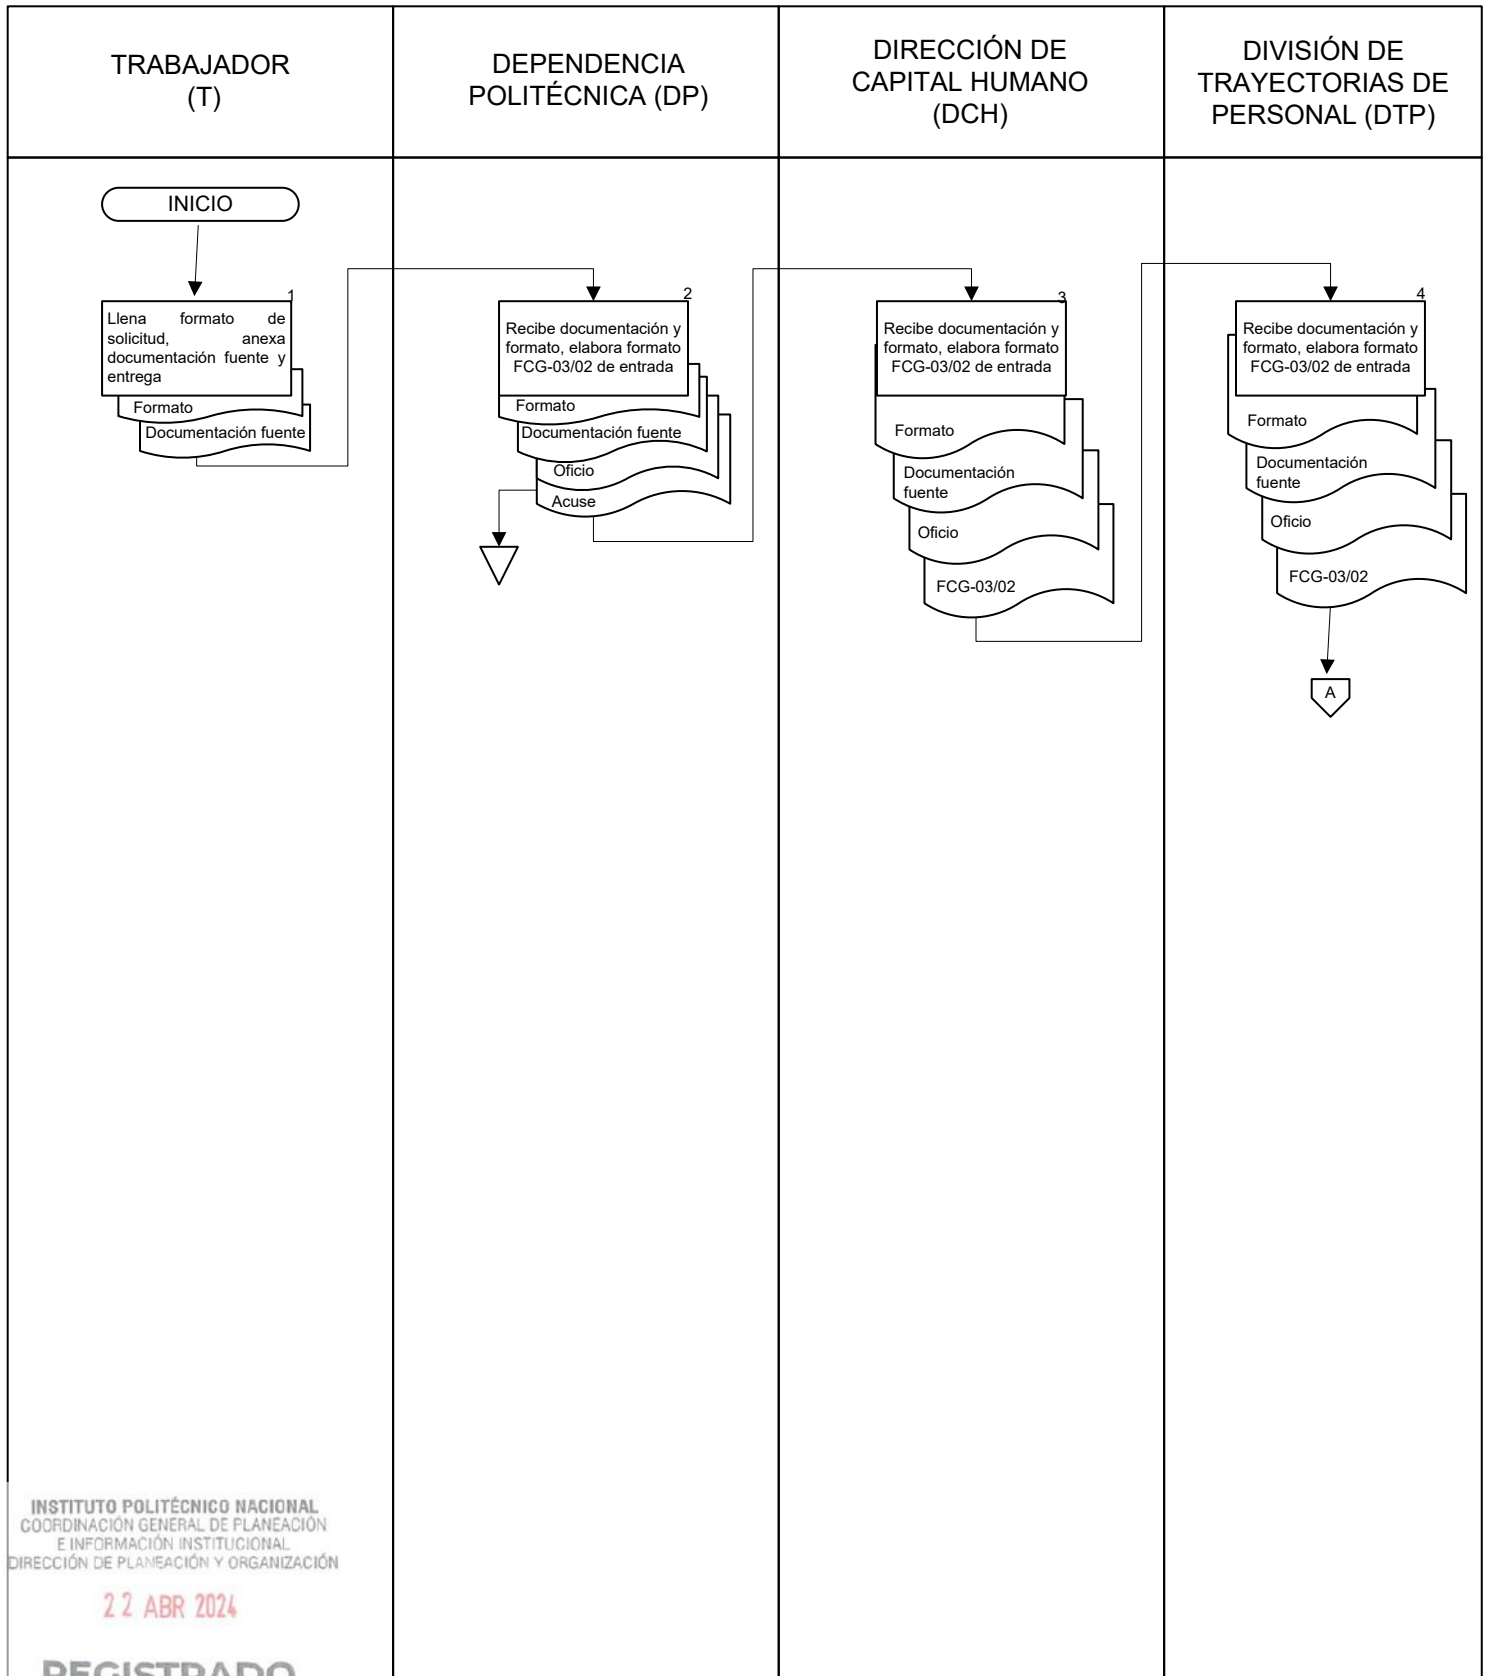 TRABAJADOR
(T)
DEPENDENCIA
POLITÉCNICA (DP)
DIRECCIÓN DE
CAPITAL HUMANO
(DCH)
DIVISIÓN DE
TRAYECTORIAS DE
PERSONAL (DTP)
INICIO
1
Llena formato de
solicitud, anexa
documentación fuente y
entrega
Formato
Documentación fuente
2
Recibe documentación y
formato, elabora formato
FCG-03/02 de entrada
Formato
Documentación fuente
Oficio
Acuse
3
Recibe documentación y
formato, elabora formato
FCG-03/02 de entrada
Formato
Documentación
fuente
Oficio
FCG-03/02
4
Recibe documentación y
formato, elabora formato
FCG-03/02 de entrada
Formato
Documentación
fuente
Oficio
FCG-03/02
A
INSTITUTO POLITÉCNICO NACIONAL
COORDINACIÓN GENERAL DE PLANEACIÓN
E INFORMACIÓN INSTITUCIONAL
DIRECCIÓN DE PLANEACIÓN Y ORGANIZACIÓN
22 ABR 2024
REGISTRADO